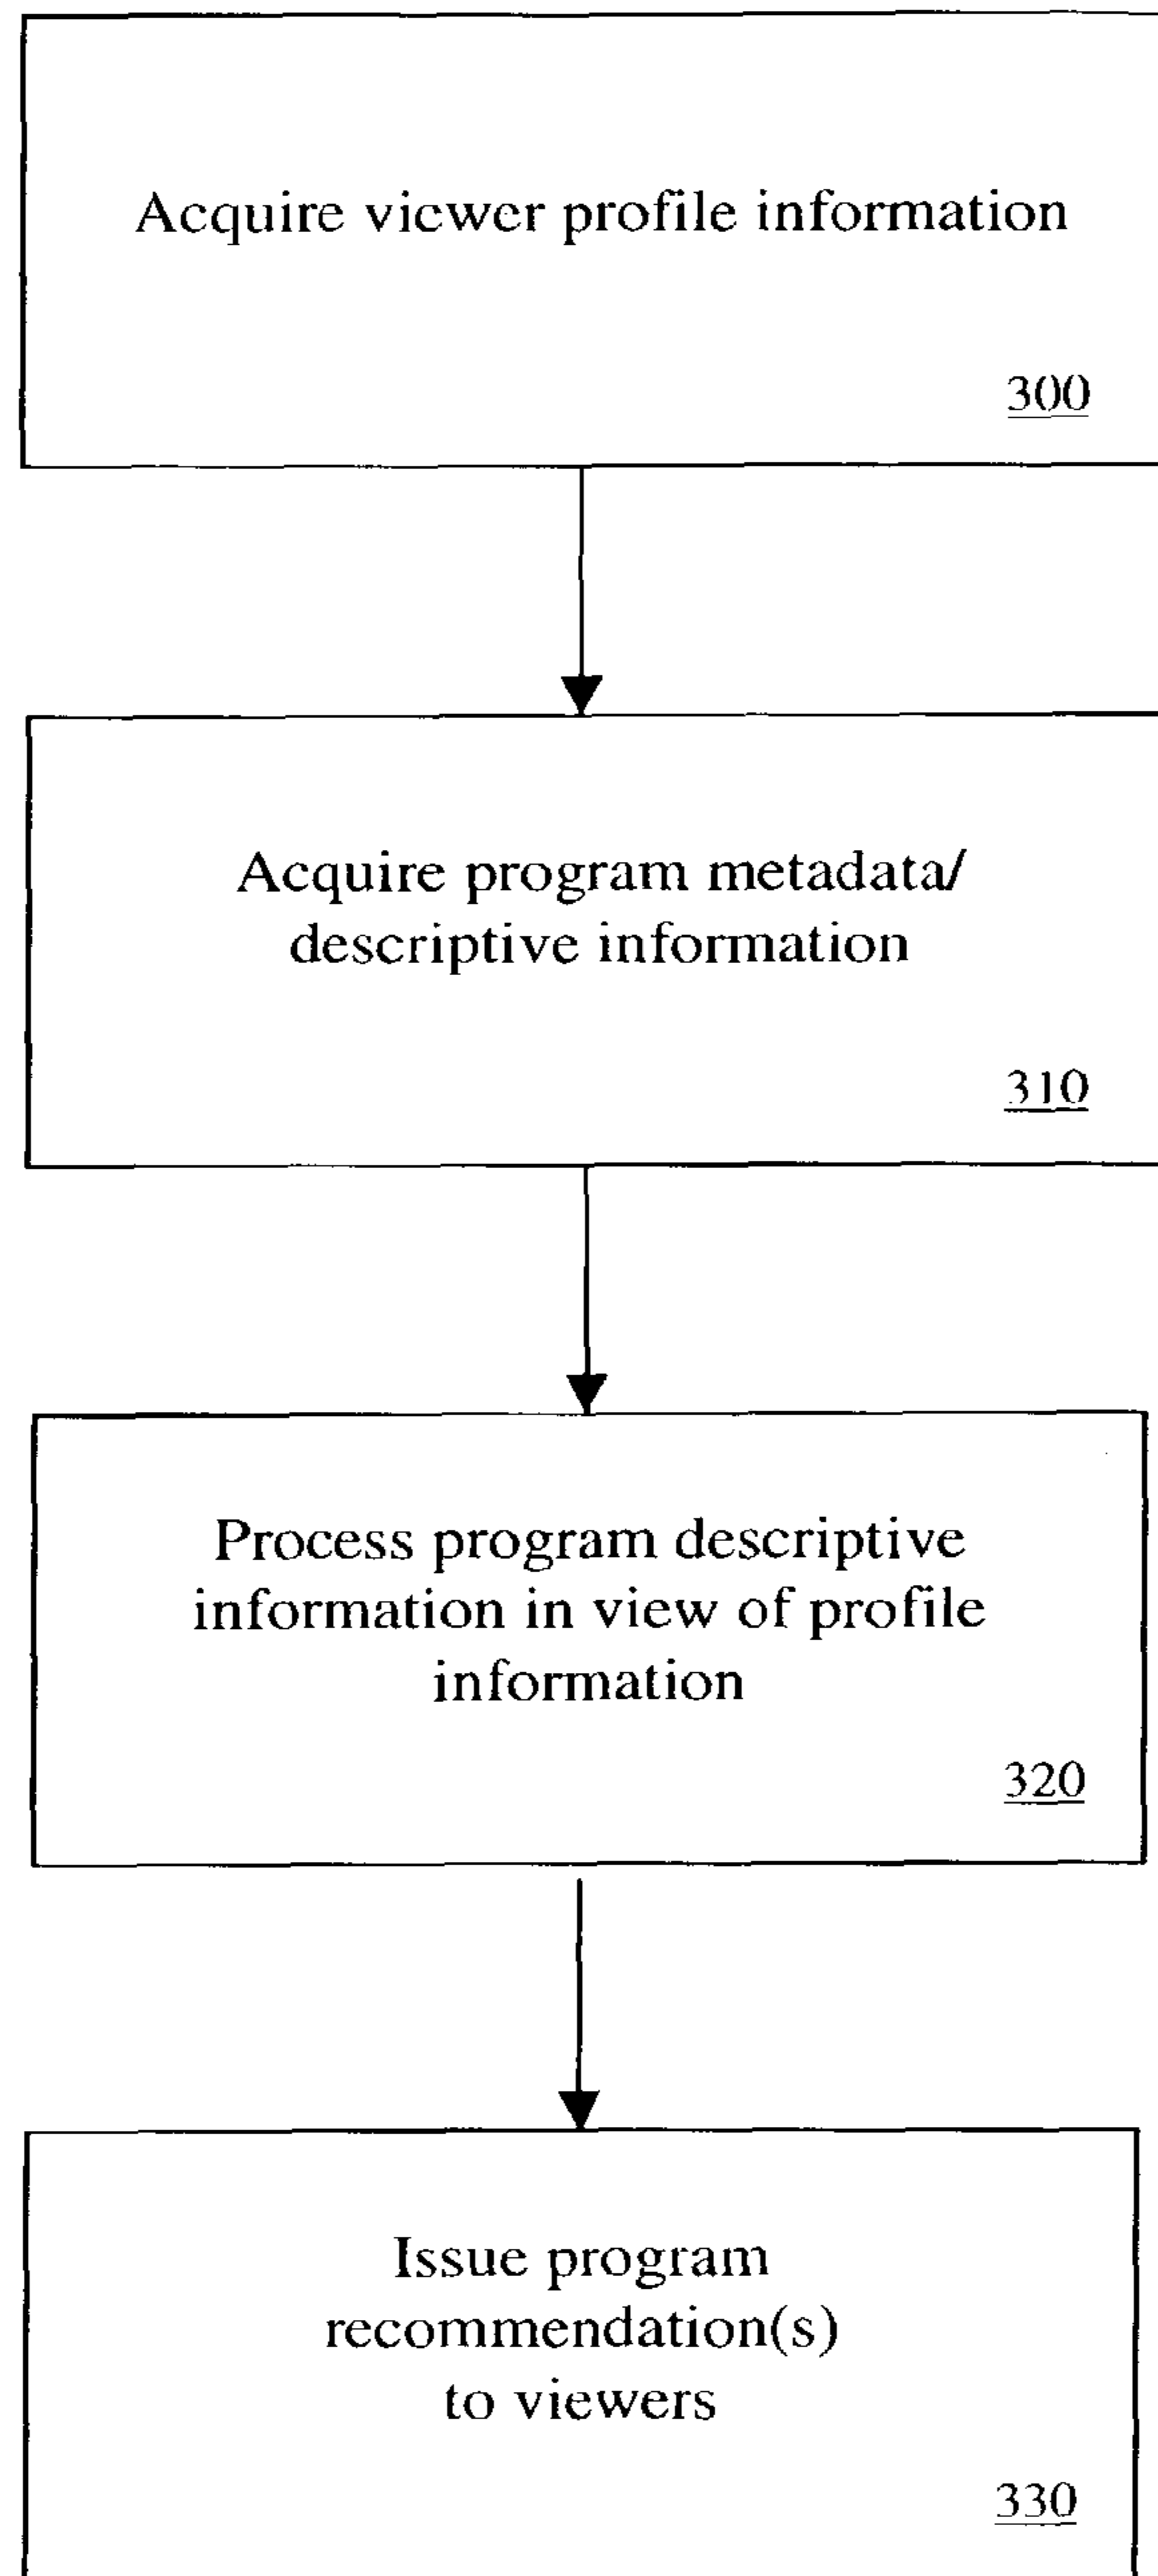 Acquire viewer profile information
300
Acquire program metadata/
descriptive information
310
Process program descriptive
information in view of profile
information
320
Issue program
recommendation(s)
to viewers
330